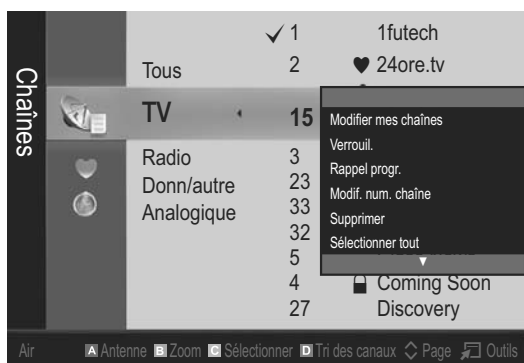 Chaînes
✓ 1 1futech
Tous 2 ♥ 24ore.tv
TV 15
Radio 3
Donn/autre 23
Analogique 33
32
5
4 Coming Soon
27 Discovery
Modifier mes chaînes
Verrouil.
Rappel progr.
Modif. num. chaîne
Supprimer
Sélectionner tout
▼
Air A Antenne B Zoom C Sélectionner D Tri des canaux Page Outils